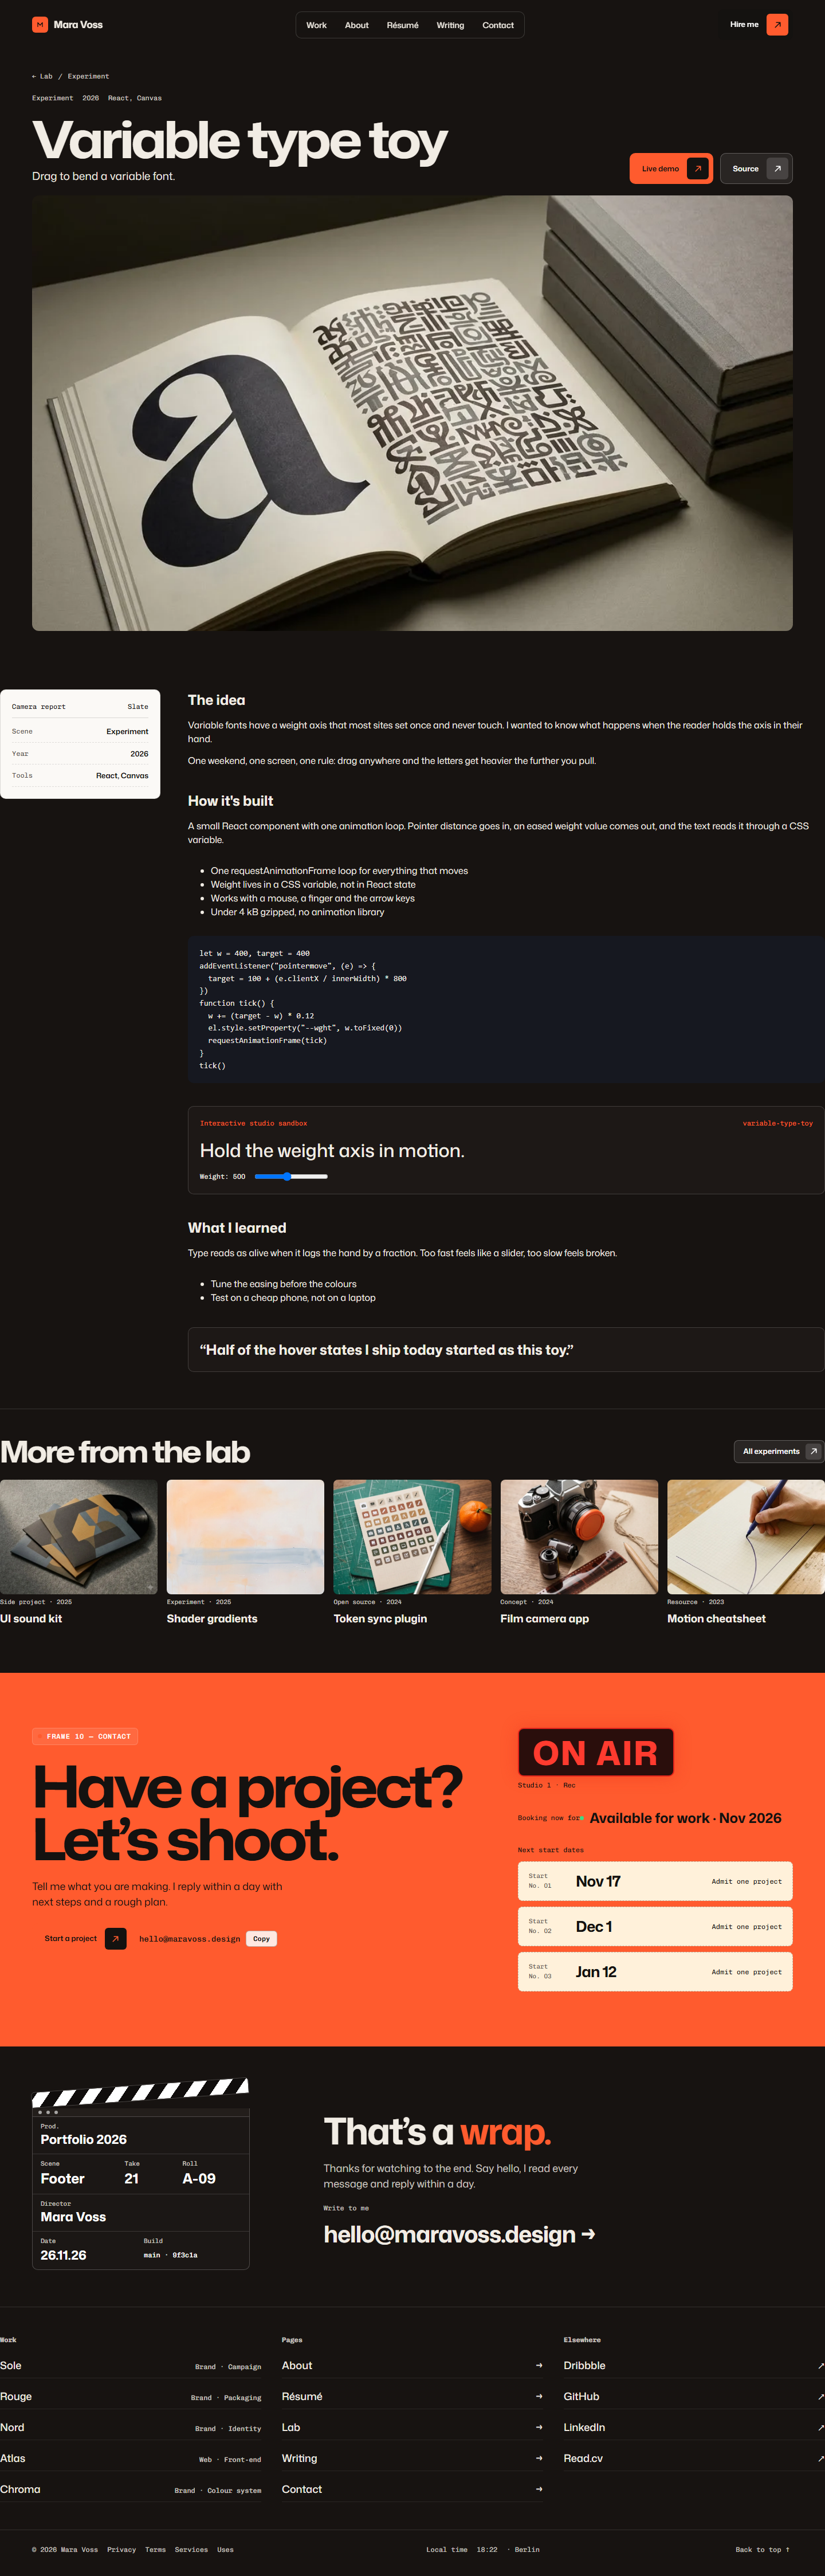 Mara Voss
Work About Résumé Writing Contact
Hire me
← Lab / Experiment
Experiment 2026 React, Canvas
Variable type toy
Drag to bend a variable font.
Live demo
Source
a
Camera report Slate
Scene Experiment
Year 2026
Tools React, Canvas
The idea
Variable fonts have a weight axis that most sites set once and never touch. I wanted to know what happens when the reader holds the axis in their
hand.
One weekend, one screen, one rule: drag anywhere and the letters get heavier the further you pull.
How it's built
A small React component with one animation loop. Pointer distance goes in, an eased weight value comes out, and the text reads it through a CSS
variable.
• One requestAnimationFrame loop for everything that moves
• Weight lives in a CSS variable, not in React state
• Works with a mouse, a finger and the arrow keys
• Under 4 kB gzipped, no animation library
let w = 400, target = 400
addEventListener("pointermove", (e) => {
  target = 100 + (e.clientX / innerWidth) * 800
})
function tick() {
  w += (target - w) * 0.12
  el.style.setProperty("--wght", w.toFixed(0))
  requestAnimationFrame(tick)
}
tick()
Interactive studio sandbox variable-type-toy
Hold the weight axis in motion.
Weight: 500
What I learned
Type reads as alive when it lags the hand by a fraction. Too fast feels like a slider, too slow feels broken.
• Tune the easing before the colours
• Test on a cheap phone, not on a laptop
“Half of the hover states I ship today started as this toy.”
More from the lab
All experiments
Side project · 2025
UI sound kit
Experiment · 2025
Shader gradients
Open source · 2024
Token sync plugin
Concept · 2024
Film camera app
Resource · 2023
Motion cheatsheet
FRAME 10 — CONTACT
Have a project?
Let’s shoot.
Tell me what you are making. I reply within a day with
next steps and a rough plan.
Start a project
hello@maravoss.design Copy
ON AIR
Studio 1 · Rec
Booking now for Available for work · Nov 2026
Next start dates
Start
No. 01
Nov 17
Admit one project
Start
No. 02
Dec 1
Admit one project
Start
No. 03
Jan 12
Admit one project
Prod.
Portfolio 2026
Scene Take Roll
Footer 21 A-09
Director
Mara Voss
Date Build
26.11.26 main · 9f3c1a
That’s a wrap.
Thanks for watching to the end. Say hello, I read every
message and reply within a day.
Write to me
hello@maravoss.design →
Work
Sole Brand · Campaign
Rouge Brand · Packaging
Nord Brand · Identity
Atlas Web · Front-end
Chroma Brand · Colour system
Pages
About →
Résumé →
Lab →
Writing →
Contact →
Elsewhere
Dribbble ↗
GitHub ↗
LinkedIn ↗
Read.cv ↗
© 2026 Mara Voss Privacy Terms Services Uses
Local time 18:22 · Berlin
Back to top ↑